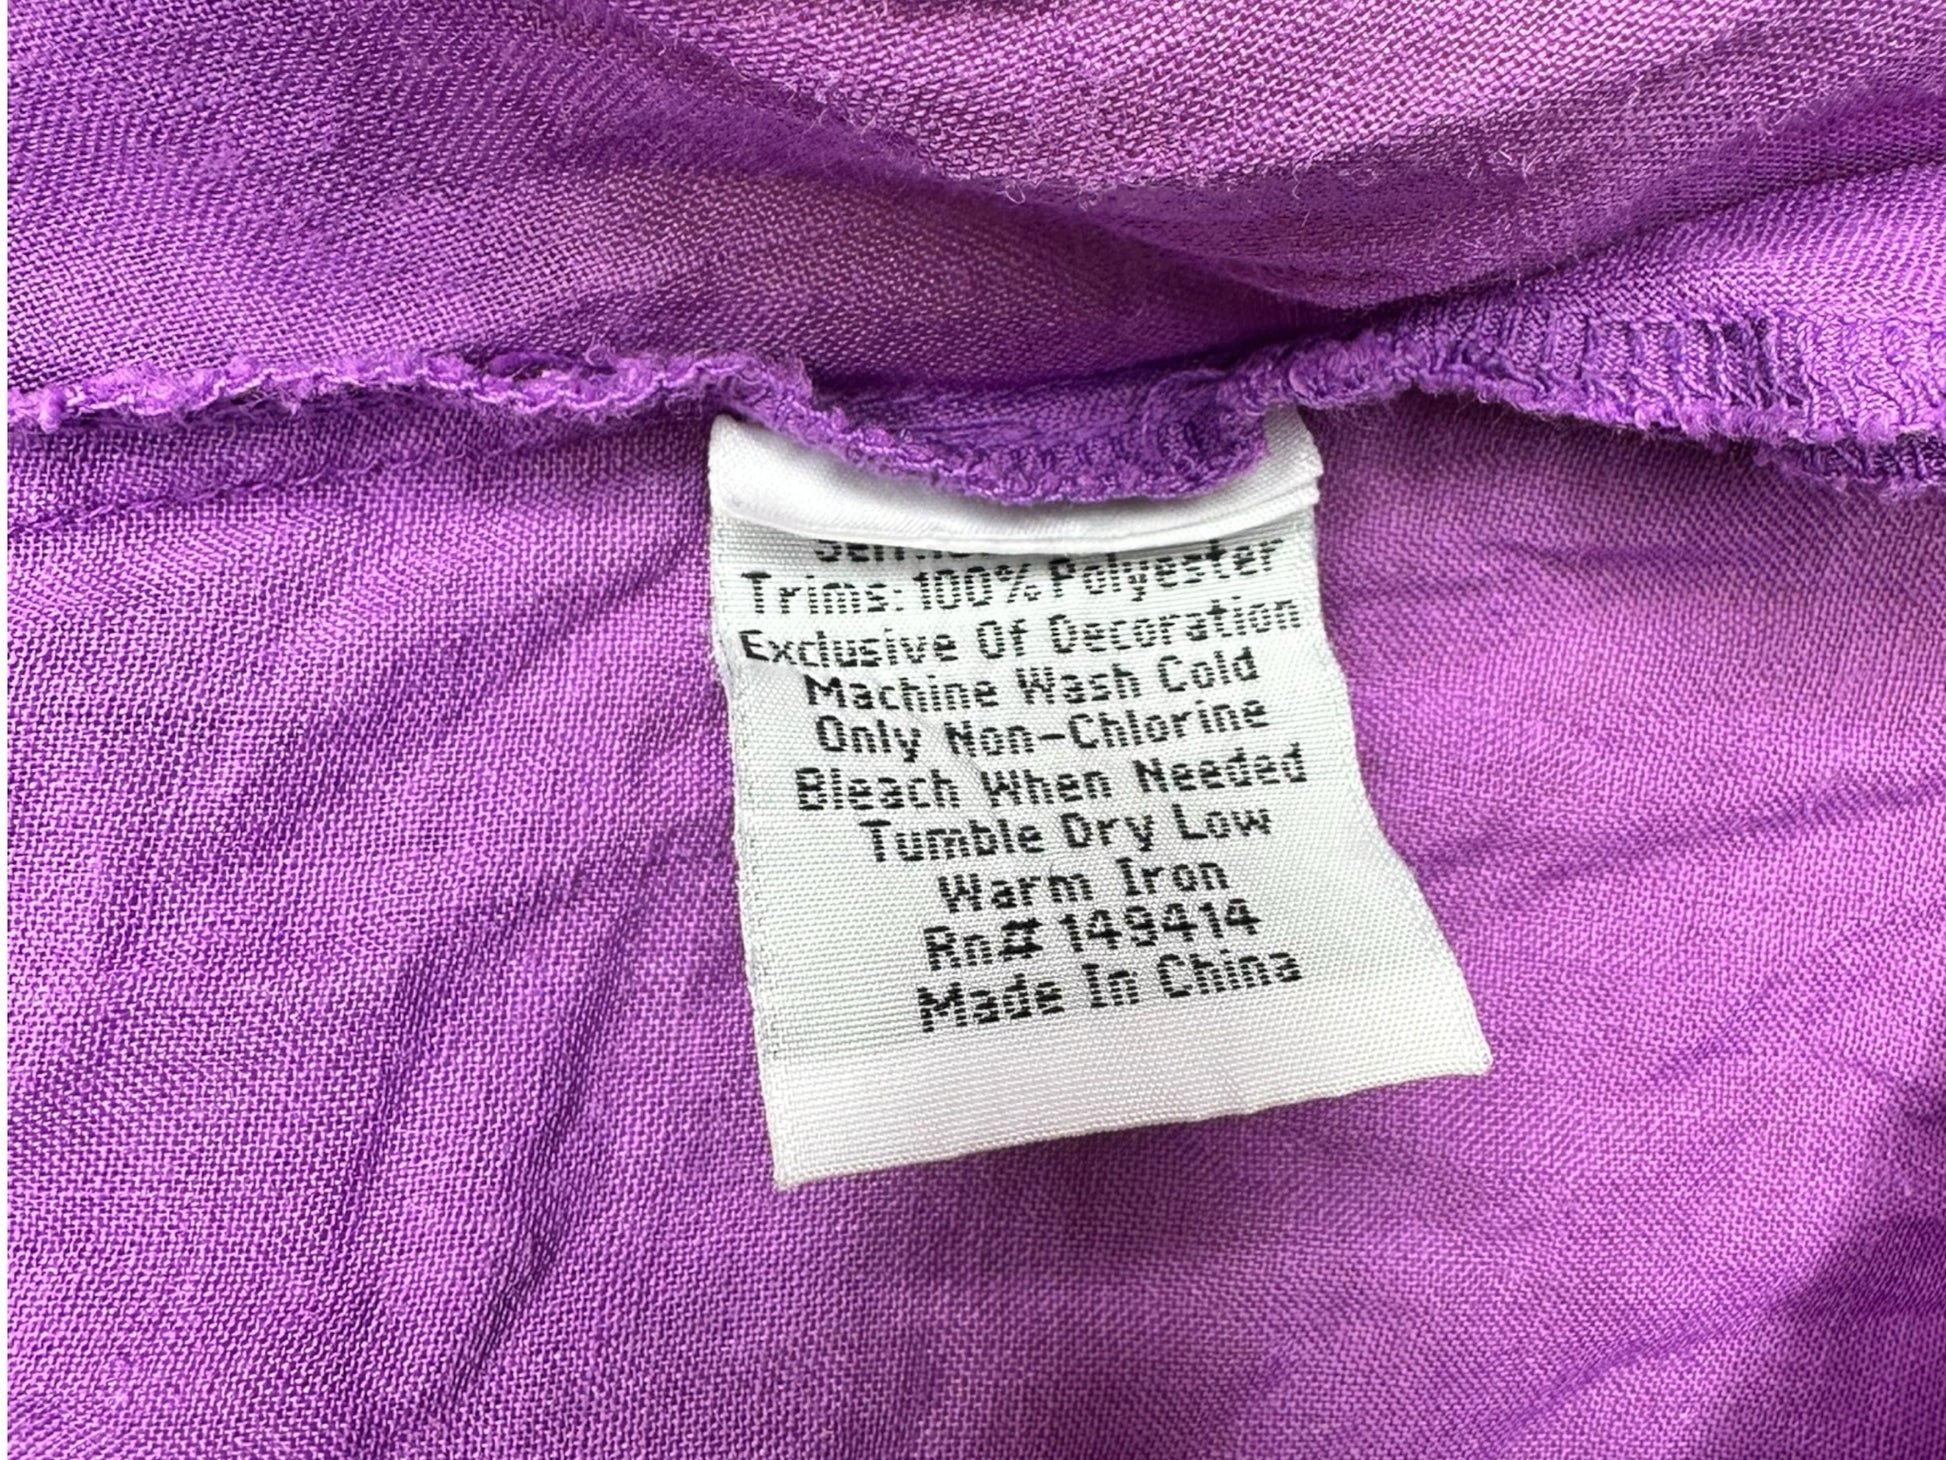 Trims: 100% Polyester
Exclusive Of Decoration
Machine Wash Cold
Only Non-Chlorine
Bleach When Needed
Tumble Dry Low
Warm Iron
Rn# 149414
Made In China